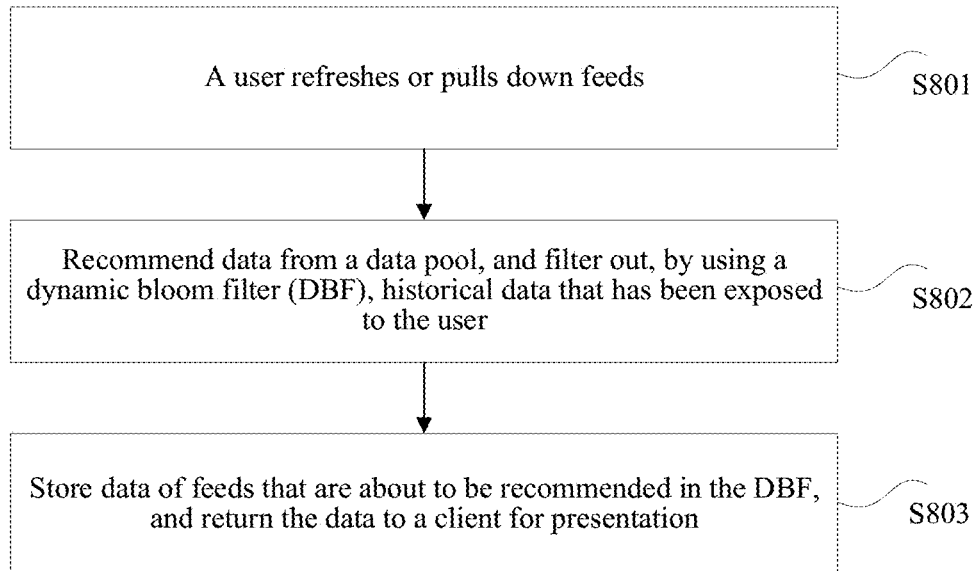 A user refreshes or pulls down feeds
S801
Recommend data from a data pool, and filter out, by using a
dynamic bloom filter (DBF), historical data that has been exposed
to the user
S802
Store data of feeds that are about to be recommended in the DBF,
and return the data to a client for presentation
S803